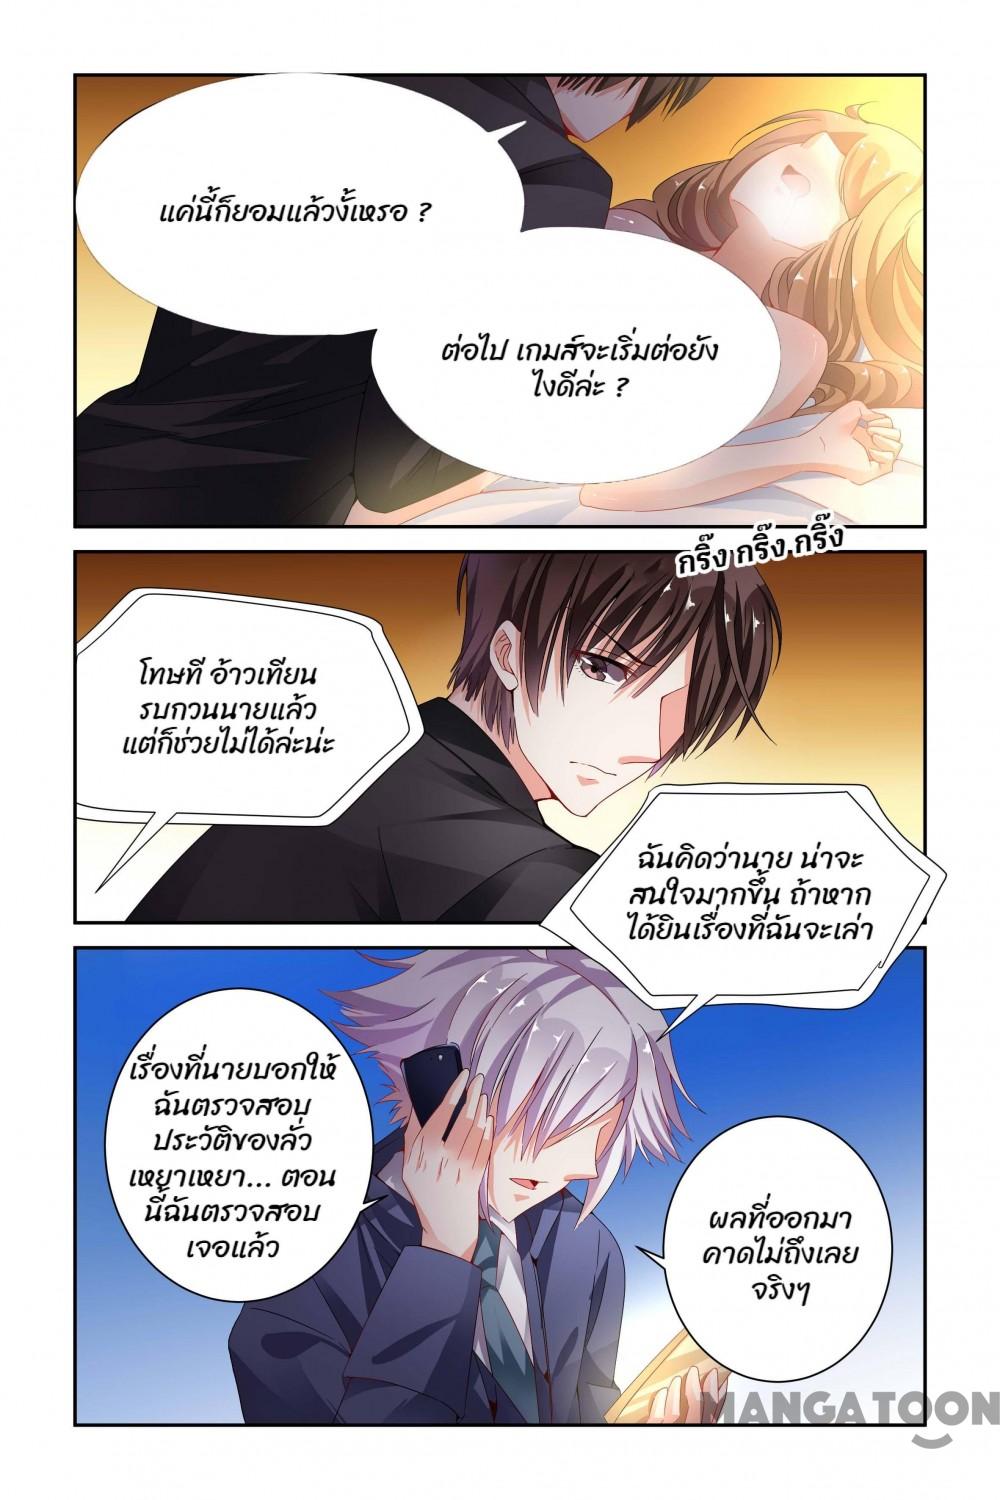 แค่นี้ก็ยอมแล้วงั้เหรอ ?
ต่อไป เกมส์จะเริ่มต่อยัง
ไงดีล่ะ ?
กริ๊ง กริ๊ง กริ๊ง
โทษที อ้าวเทียน
รบกวนนายแล้ว
แต่ก็ช่วยไม่ได้ล่ะน่ะ
ฉันคิดว่านาย น่าจะ
สนใจมากขึ้น ถ้าหาก
ได้ยินเรื่องที่ฉันจะเล่า
เรื่องที่นายบอกให้
ฉันตรวจสอบ
ประวัติของลั่ว
เหยาเหยา... ตอน
นี้ฉันตรวจสอบ
เจอแล้ว
ผลที่ออกมา
คาดไม่ถึงเลย
จริงๆ
MANGATOON